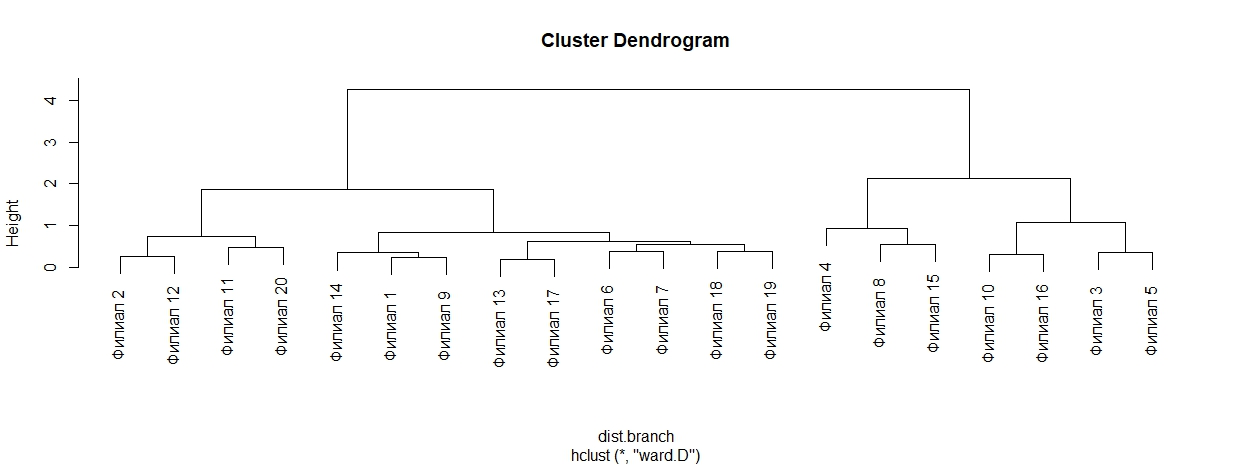 Cluster Dendrogram
4
3
2
1
0
Height
Филиал 2
Филиал 12
Филиал 11
Филиал 20
Филиал 14
Филиал 1
Филиал 9
Филиал 13
Филиал 17
Филиал 6
Филиал 7
Филиал 18
Филиал 19
Филиал 4
Филиал 8
Филиал 15
Филиал 10
Филиал 16
Филиал 3
Филиал 5
dist.branch
hclust (*, "ward.D")